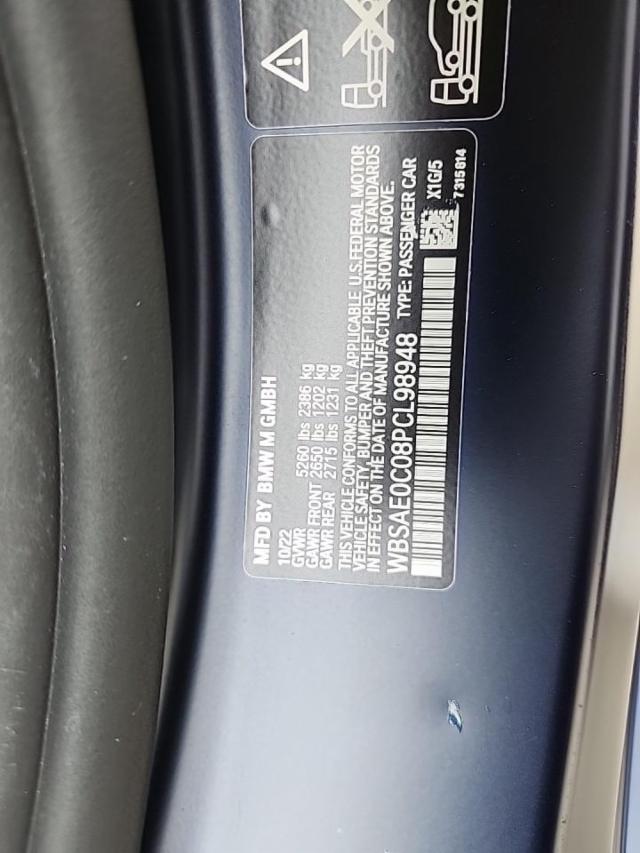 MFD BY BMW M GMBH
10/22
GVWR 5260 lbs 2386 kg
GAWR FRONT 2650 lbs 1202 kg
GAWR REAR 2715 lbs 1231 kg
THIS VEHICLE CONFORMS TO ALL APPLICABLE U.S.FEDERAL MOTOR
VEHICLE SAFETY, BUMPER AND THEFT PREVENTION STANDARDS
IN EFFECT ON THE DATE OF MANUFACTURE SHOWN ABOVE.
WBSAE0C08PCL98948 TYPE: PASSENGER CAR
X1G/5
7315814